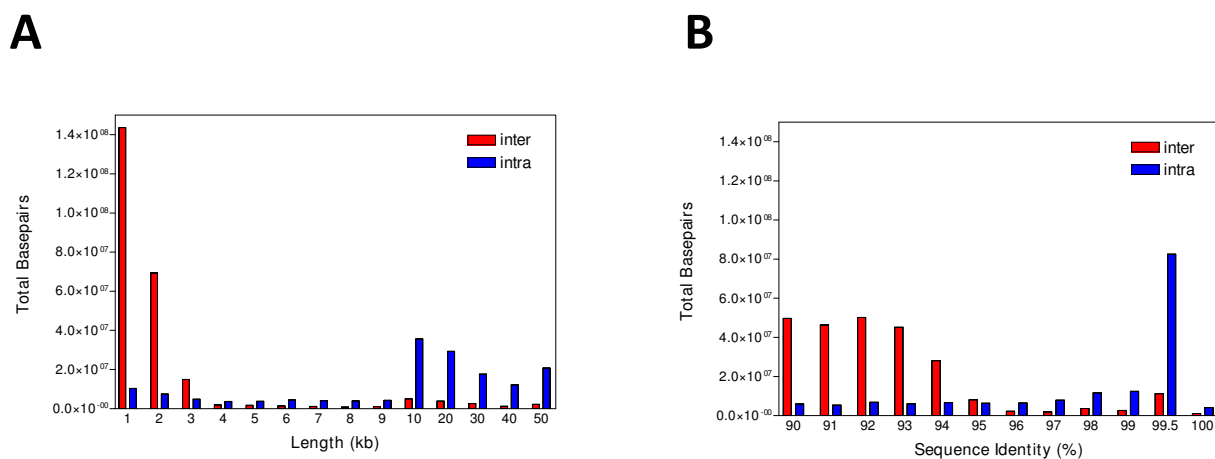 A
B
1.4×10⁰⁸
1.2×10⁰⁸
1.0×10⁰⁸
8.0×10⁰⁷
6.0×10⁰⁷
4.0×10⁰⁷
2.0×10⁰⁷
0.0×10⁻⁰⁰
Total Basepairs
inter
intra
1 2 3 4 5 6 7 8 9 10 20 30 40 50
Length (kb)
1.4×10⁰⁸
1.2×10⁰⁸
1.0×10⁰⁸
8.0×10⁰⁷
6.0×10⁰⁷
4.0×10⁰⁷
2.0×10⁰⁷
0.0×10⁻⁰⁰
Total Basepairs
inter
intra
90 91 92 93 94 95 96 97 98 99 99.5 100
Sequence Identity (%)